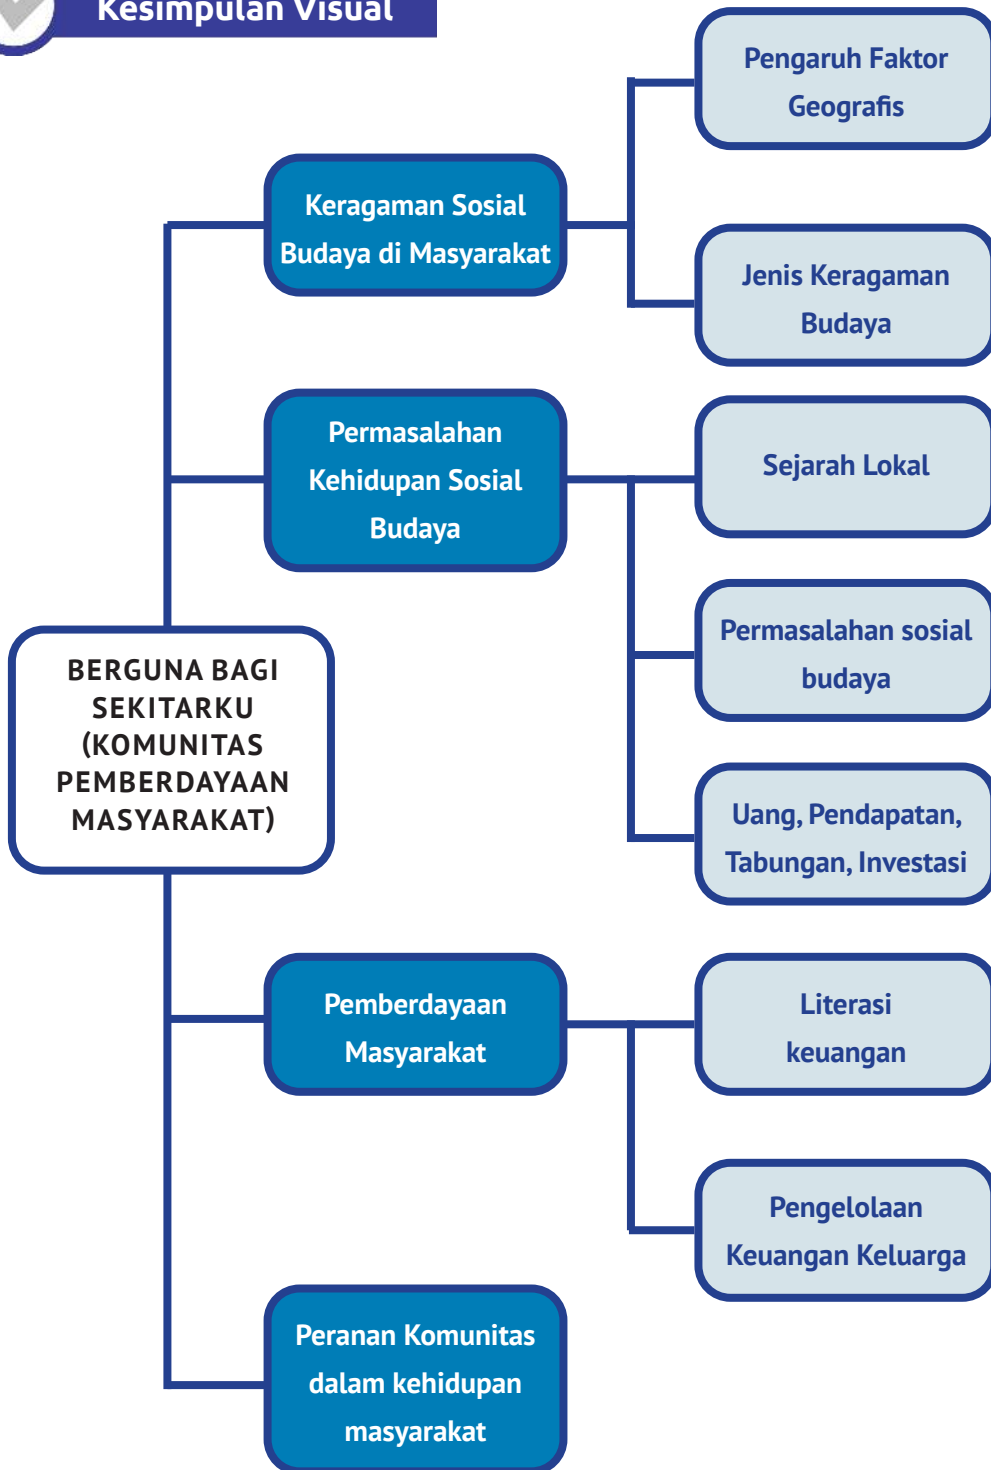 Kesimpulan Visual
Pengaruh Faktor
Geografis
Keragaman Sosial
Budaya di Masyarakat
Jenis Keragaman
Budaya
Permasalahan
Kehidupan Sosial
Budaya
Sejarah Lokal
Permasalahan sosial
budaya
BERGUNA BAGI
SEKITARKU
(KOMUNITAS
PEMBERDAYAAN
MASYARAKAT)
Uang, Pendapatan,
Tabungan, Investasi
Pemberdayaan
Masyarakat
Literasi
keuangan
Pengelolaan
Keuangan Keluarga
Peranan Komunitas
dalam kehidupan
masyarakat